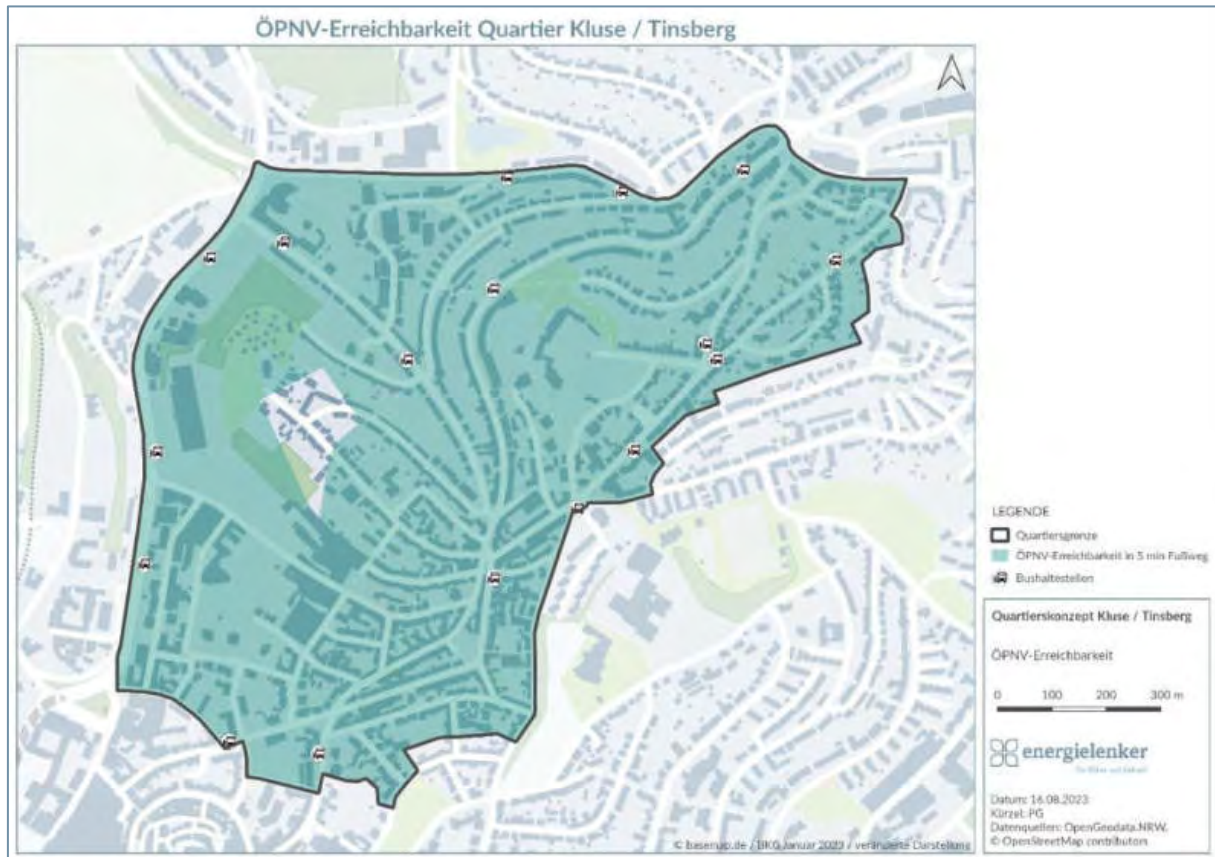 ÖPNV-Erreichbarkeit Quartier Kluse / Tinsberg
LEGENDE
Quartiersgrenze
ÖPNV-Erreichbarkeit in 5 min Fußweg
Bushaltestellen
Quartierskonzept Kluse / Tinsberg
ÖPNV-Erreichbarkeit
0 100 200 300 m
energielenker
Datum: 16.08.2023
Kürzel: PG
Datenquellen: OpenGeodata.NRW,
© OpenStreetMap contributors
© basemap.de / BKG Januar 2023 / veränderte Darstellung